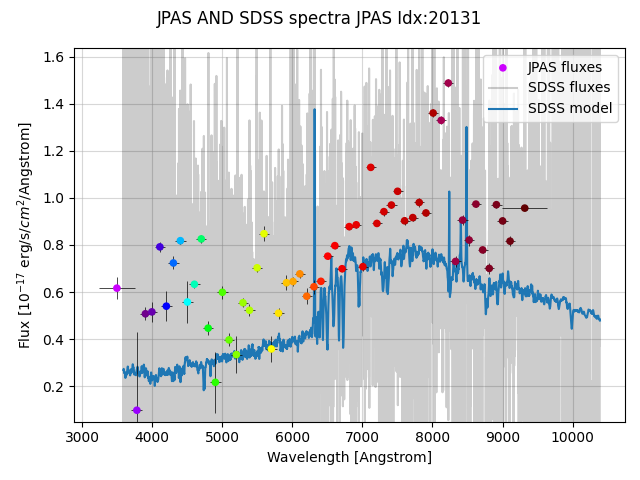 JPAS AND SDSS spectra JPAS Idx:20131
JPAS fluxes
SDSS fluxes
SDSS model
Flux [10^{-17} erg/s/cm^2/Angstrom]
1.6
1.4
1.2
1.0
0.8
0.6
0.4
0.2
3000 4000 5000 6000 7000 8000 9000 10000
Wavelength [Angstrom]